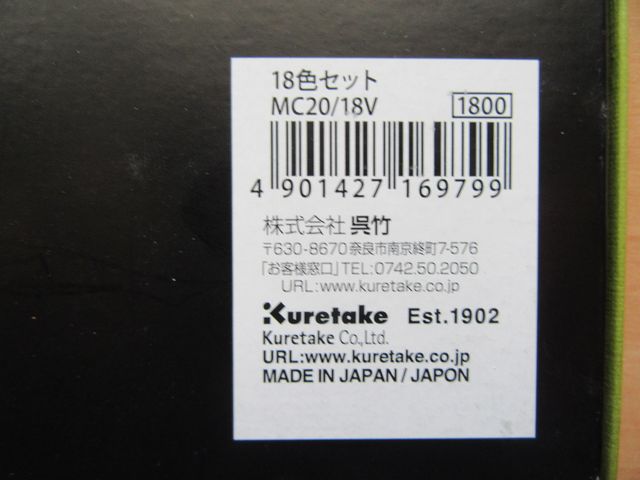 18色セット
MC20/18V 1800
4 901427 169799
株式会社 呉竹
〒630-8670 奈良市南京終町7-576
「お客様窓口」TEL:0742.50.2050
URL:www.kuretake.co.jp
Kuretake Est.1902
Kuretake Co.,Ltd.
URL:www.kuretake.co.jp
MADE IN JAPAN / JAPON